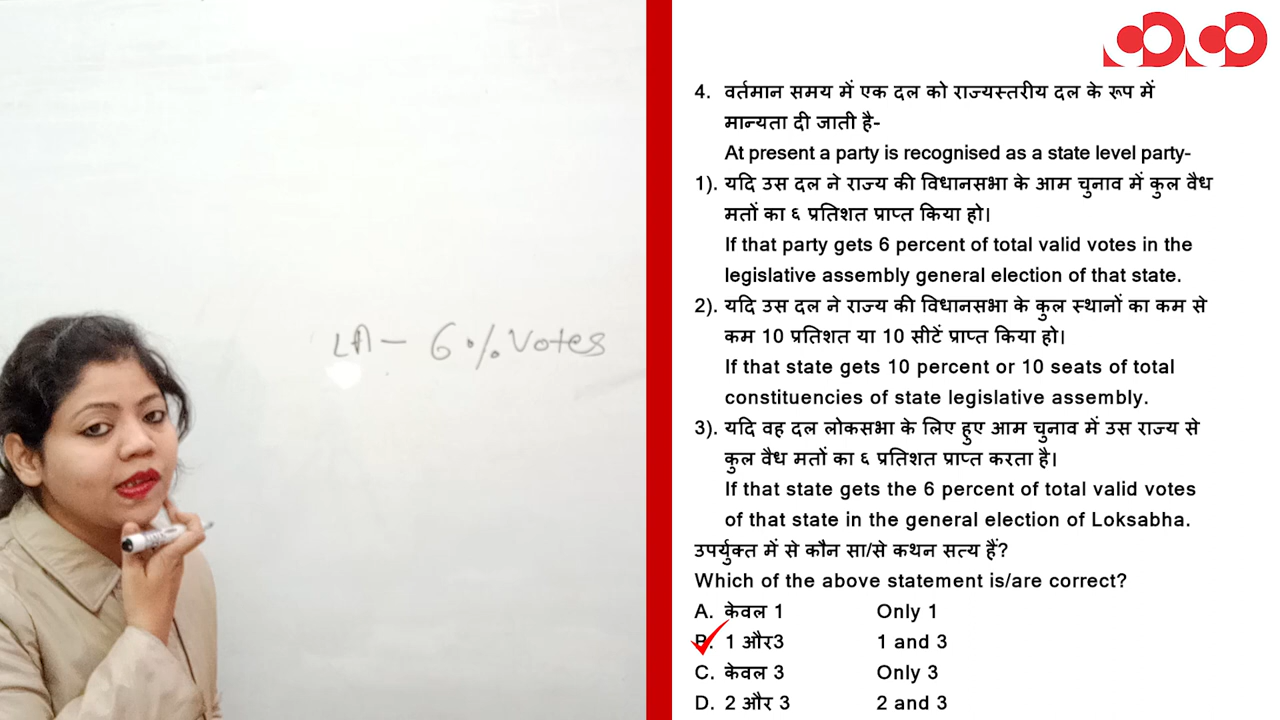 LA - 6% Votes
4. वर्तमान समय में एक दल को राज्यस्तरीय दल के रूप में
मान्यता दी जाती है-
At present a party is recognised as a state level party-
1). यदि उस दल ने राज्य की विधानसभा के आम चुनाव में कुल वैध
मतों का ६ प्रतिशत प्राप्त किया हो।
If that party gets 6 percent of total valid votes in the
legislative assembly general election of that state.
2). यदि उस दल ने राज्य की विधानसभा के कुल स्थानों का कम से
कम 10 प्रतिशत या 10 सीटें प्राप्त किया हो।
If that state gets 10 percent or 10 seats of total
constituencies of state legislative assembly.
3). यदि वह दल लोकसभा के लिए हुए आम चुनाव में उस राज्य से
कुल वैध मतों का ६ प्रतिशत प्राप्त करता है।
If that state gets the 6 percent of total valid votes
of that state in the general election of Loksabha.
उपर्युक्त में से कौन सा/से कथन सत्य हैं?
Which of the above statement is/are correct?
A. केवल 1 Only 1
B. 1 और3 1 and 3
C. केवल 3 Only 3
D. 2 और 3 2 and 3